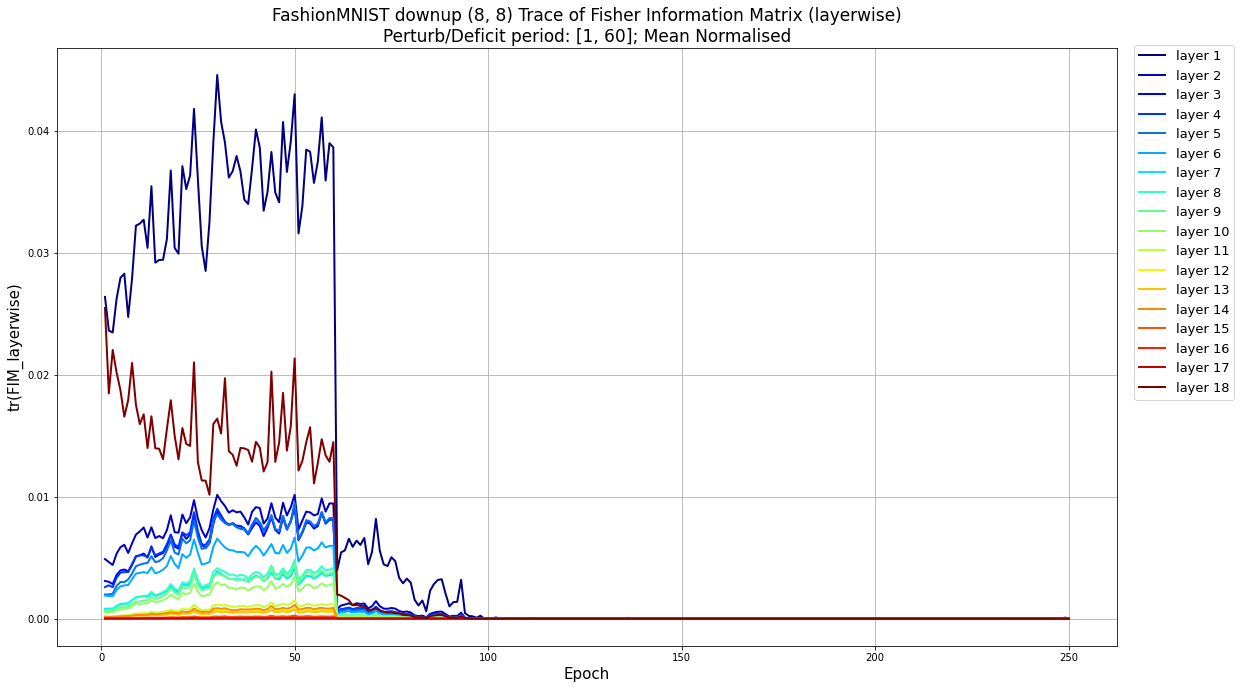 FashionMNIST downup (8, 8) Trace of Fisher Information Matrix (layerwise)
Perturb/Deficit period: [1, 60]; Mean Normalised
tr(FIM_layerwise)
0.04
0.03
0.02
0.01
0.00
0
50
100
150
200
250
Epoch
layer 1
layer 2
layer 3
layer 4
layer 5
layer 6
layer 7
layer 8
layer 9
layer 10
layer 11
layer 12
layer 13
layer 14
layer 15
layer 16
layer 17
layer 18